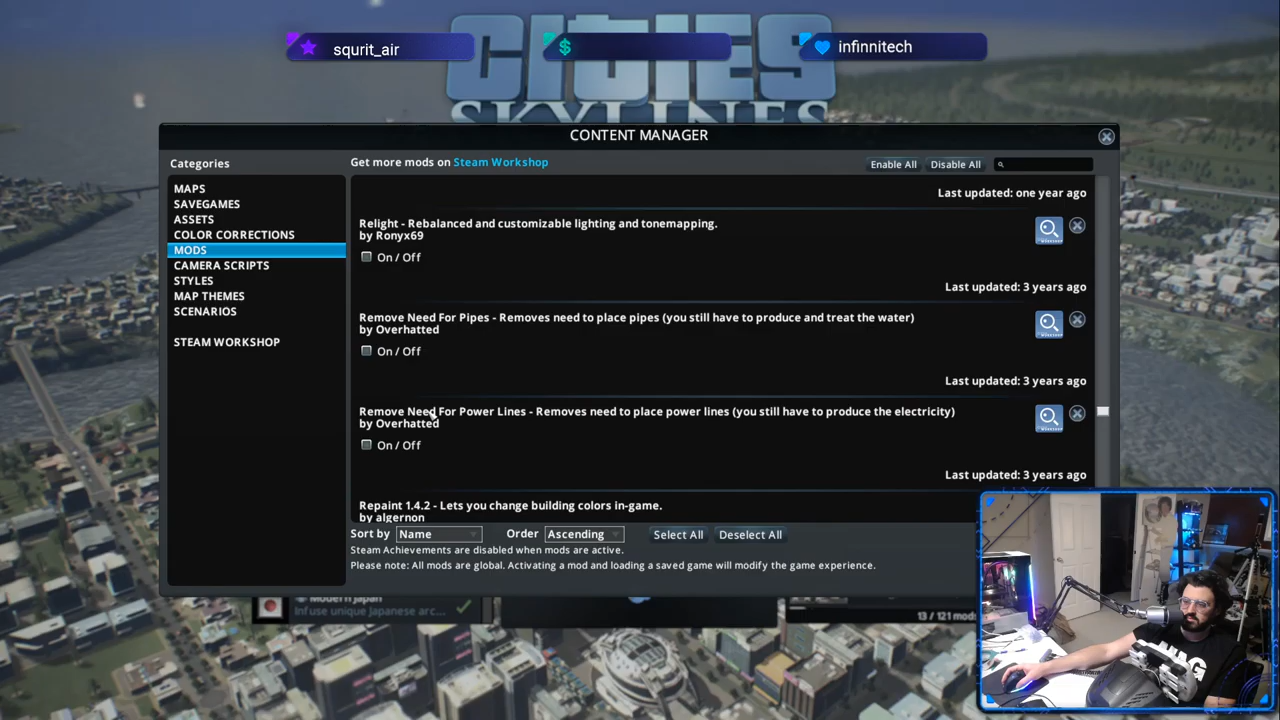 CITIES
SKYLINES
squrit_air
$
infinnitech
CONTENT MANAGER
Categories
Get more mods on Steam Workshop
Enable All
Disable All
MAPS
SAVEGAMES
ASSETS
COLOR CORRECTIONS
MODS
CAMERA SCRIPTS
STYLES
MAP THEMES
SCENARIOS
STEAM WORKSHOP
Last updated: one year ago
Relight - Rebalanced and customizable lighting and tonemapping.
by Ronyx69
On / Off
Last updated: 3 years ago
Remove Need For Pipes - Removes need to place pipes (you still have to produce and treat the water)
by Overhatted
On / Off
Last updated: 3 years ago
Remove Need For Power Lines - Removes need to place power lines (you still have to produce the electricity)
by Overhatted
On / Off
Last updated: 3 years ago
Repaint 1.4.2 - Lets you change building colors in-game.
by algernon
Sort by Name Order Ascending Select All Deselect All
Steam Achievements are disabled when mods are active.
Please note: All mods are global. Activating a mod and loading a saved game will modify the game experience.
Modern Japan
Infuse unique Japanese arc...
13 / 121 mods